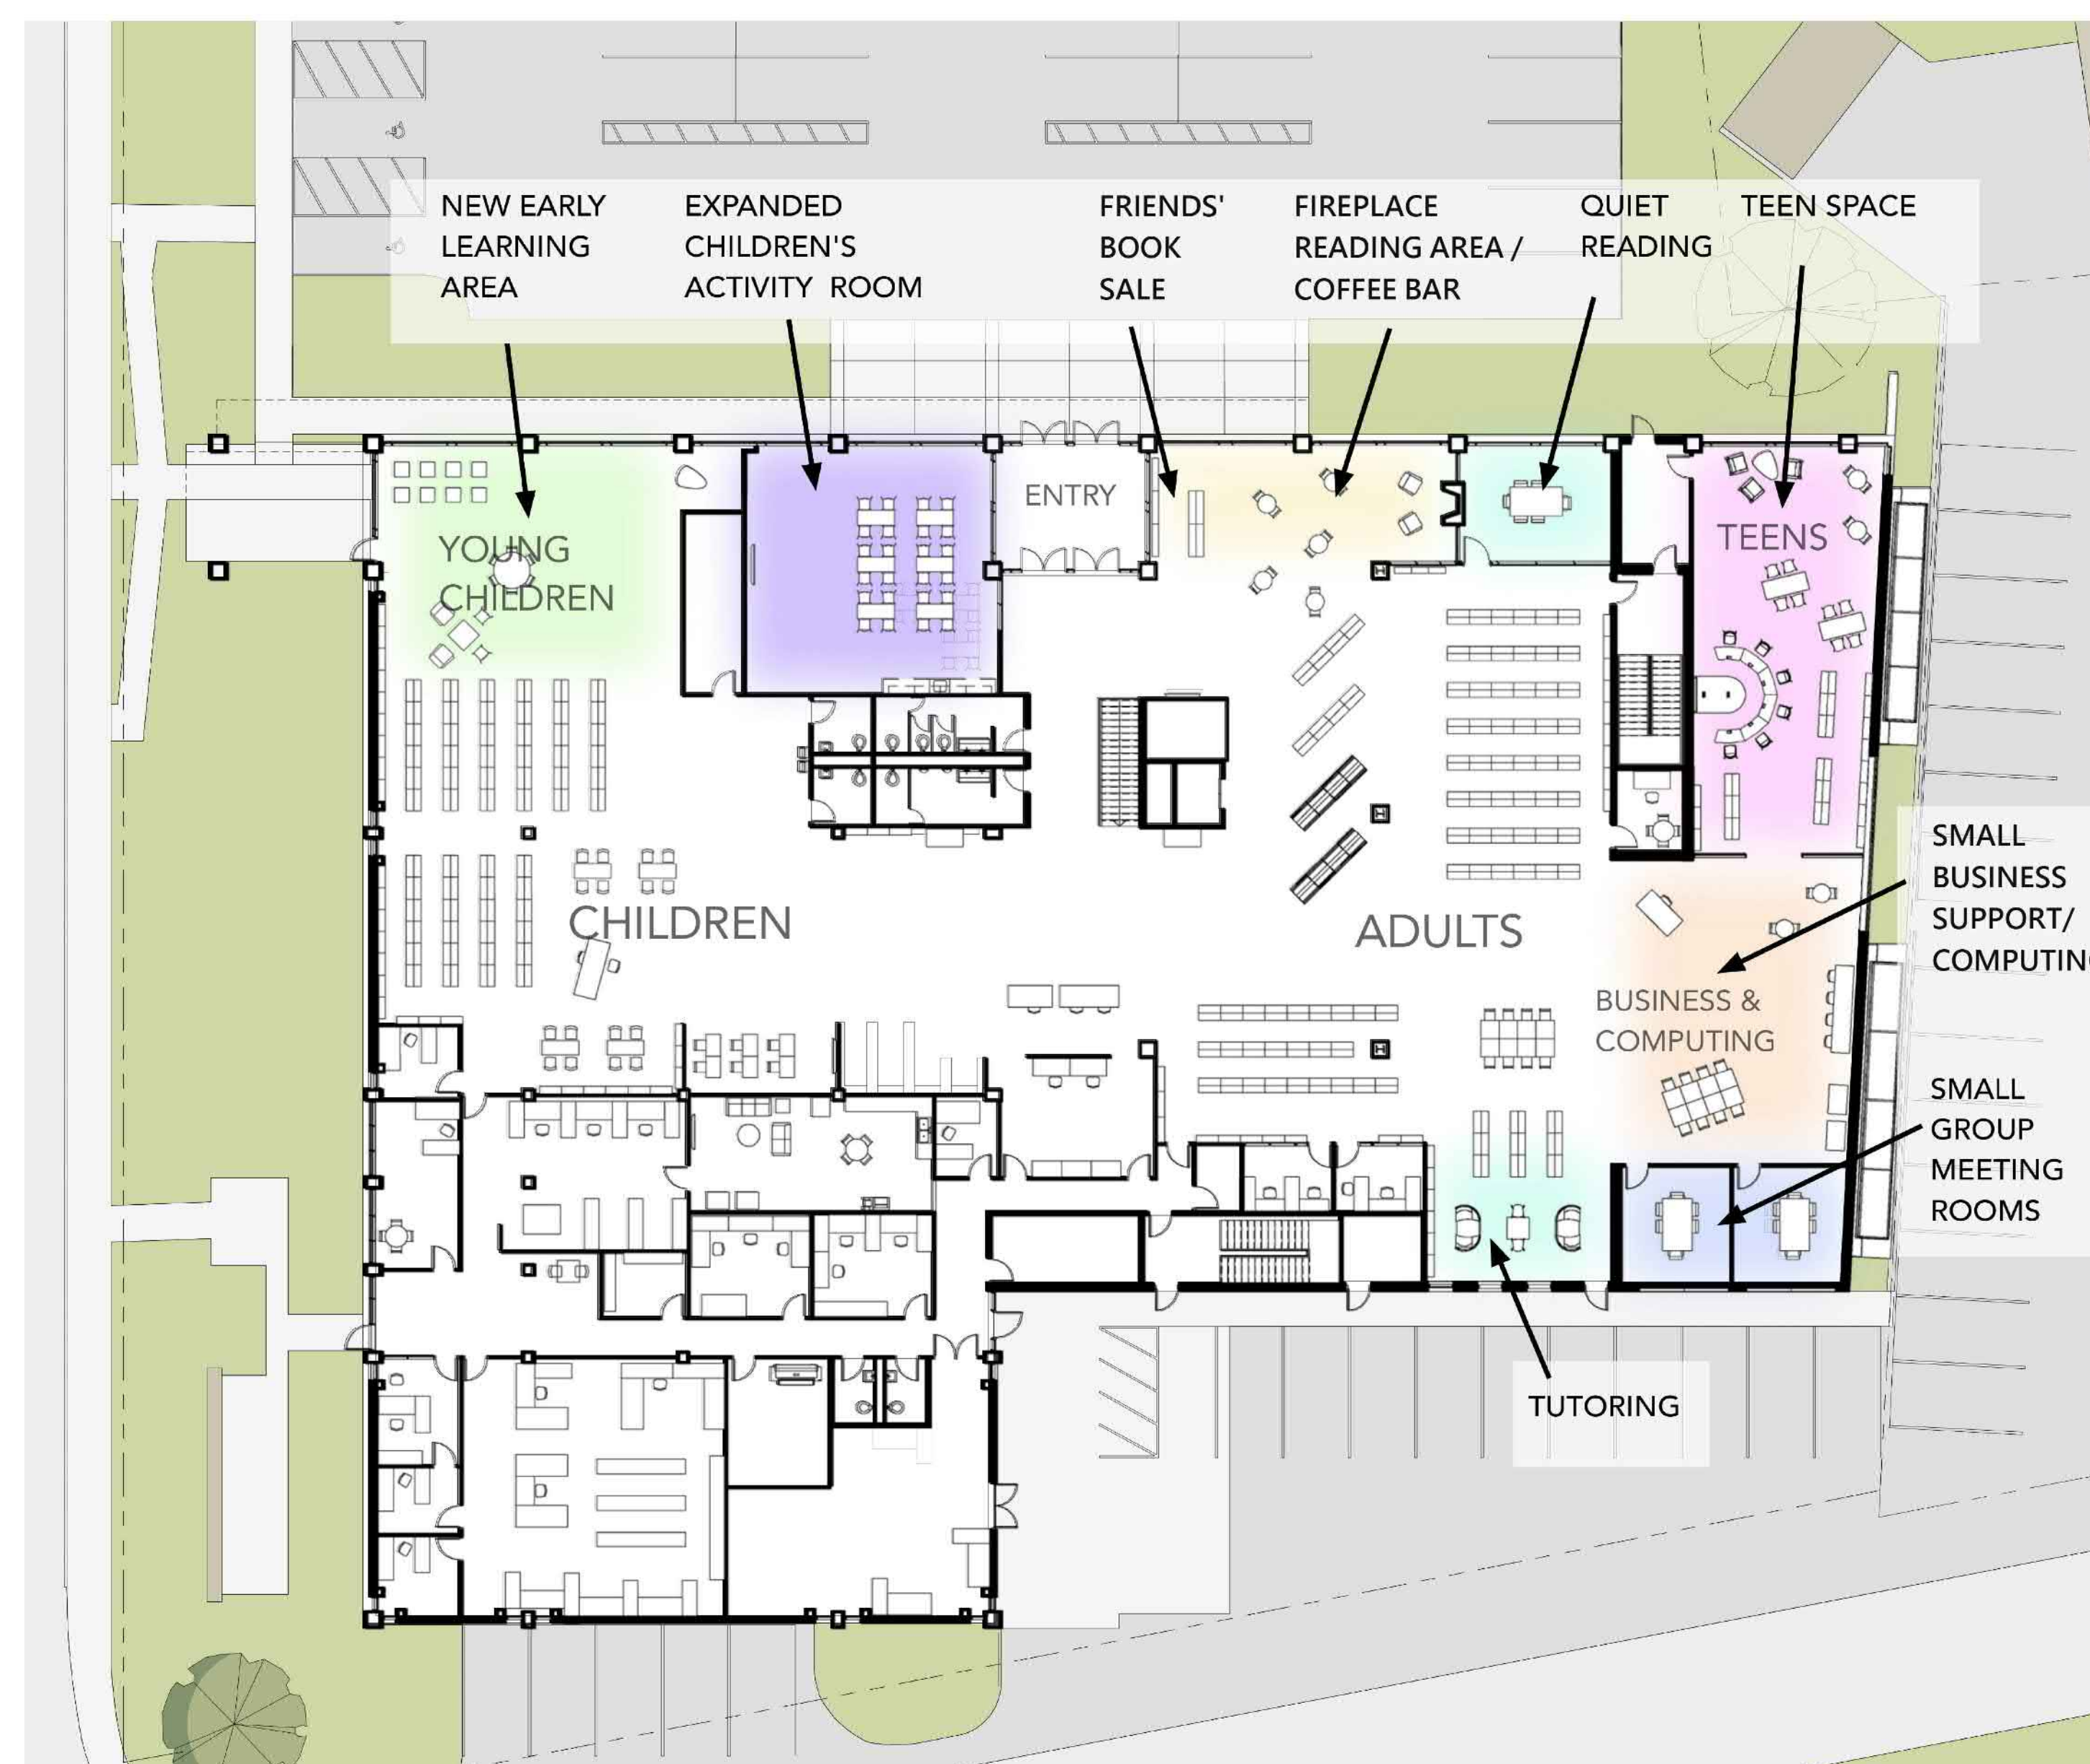 NEW EARLY
LEARNING
AREA
EXPANDED
CHILDREN'S
ACTIVITY ROOM
FRIENDS'
BOOK
SALE
FIREPLACE
READING AREA /
COFFEE BAR
QUIET
READING
TEEN SPACE
ENTRY
YOUNG
CHILDREN
TEENS
SMALL
BUSINESS
SUPPORT/
COMPUTING
CHILDREN
ADULTS
BUSINESS &
COMPUTING
SMALL
GROUP
MEETING
ROOMS
TUTORING